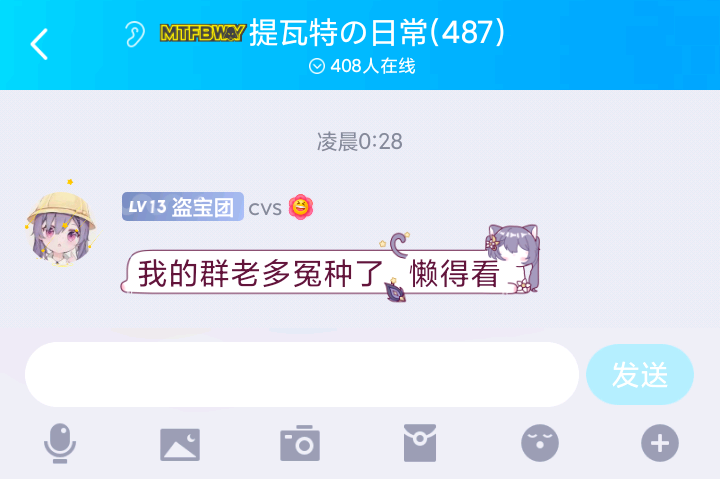 MTFBWY 提瓦特の日常(487)
408人在线
凌晨0:28
LV13 盗宝团 cvs
我的群老多冤种了 懒得看
发送